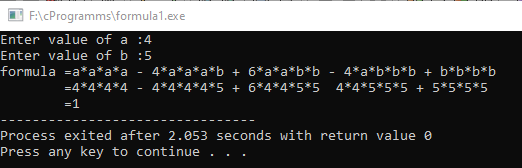 F:\cProgramms\formula1.exe
Enter value of a :4
Enter value of b :5
formula =a*a*a*a - 4*a*a*a*b + 6*a*a*b*b - 4*a*b*b*b + b*b*b*b
=4*4*4*4 - 4*4*4*4*5 + 6*4*4*5*5  4*4*5*5*5 + 5*5*5*5
=1
--------------------------------
Process exited after 2.053 seconds with return value 0
Press any key to continue . . .